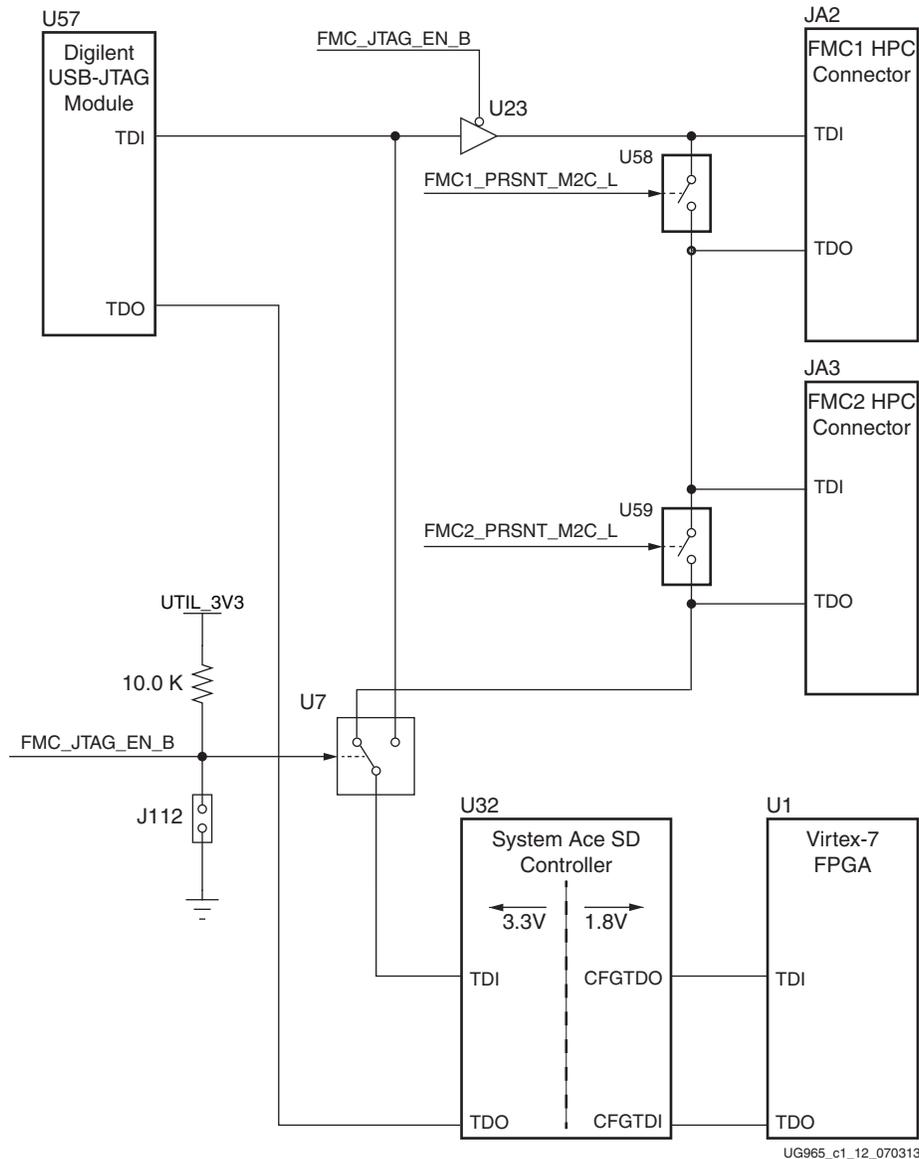 U57
Digilent
USB-JTAG
Module
TDI
TDO
FMC_JTAG_EN_B
U23
JA2
FMC1 HPC
Connector
TDI
U58
FMC1_PRSNT_M2C_L
TDO
JA3
FMC2 HPC
Connector
TDI
U59
FMC2_PRSNT_M2C_L
TDO
UTIL_3V3
10.0 K
U7
FMC_JTAG_EN_B
J112
U32
System Ace SD
Controller
3.3V
1.8V
TDI
CFGTDO
TDO
CFGTDI
U1
Virtex-7
FPGA
TDI
TDO
UG965_c1_12_070313